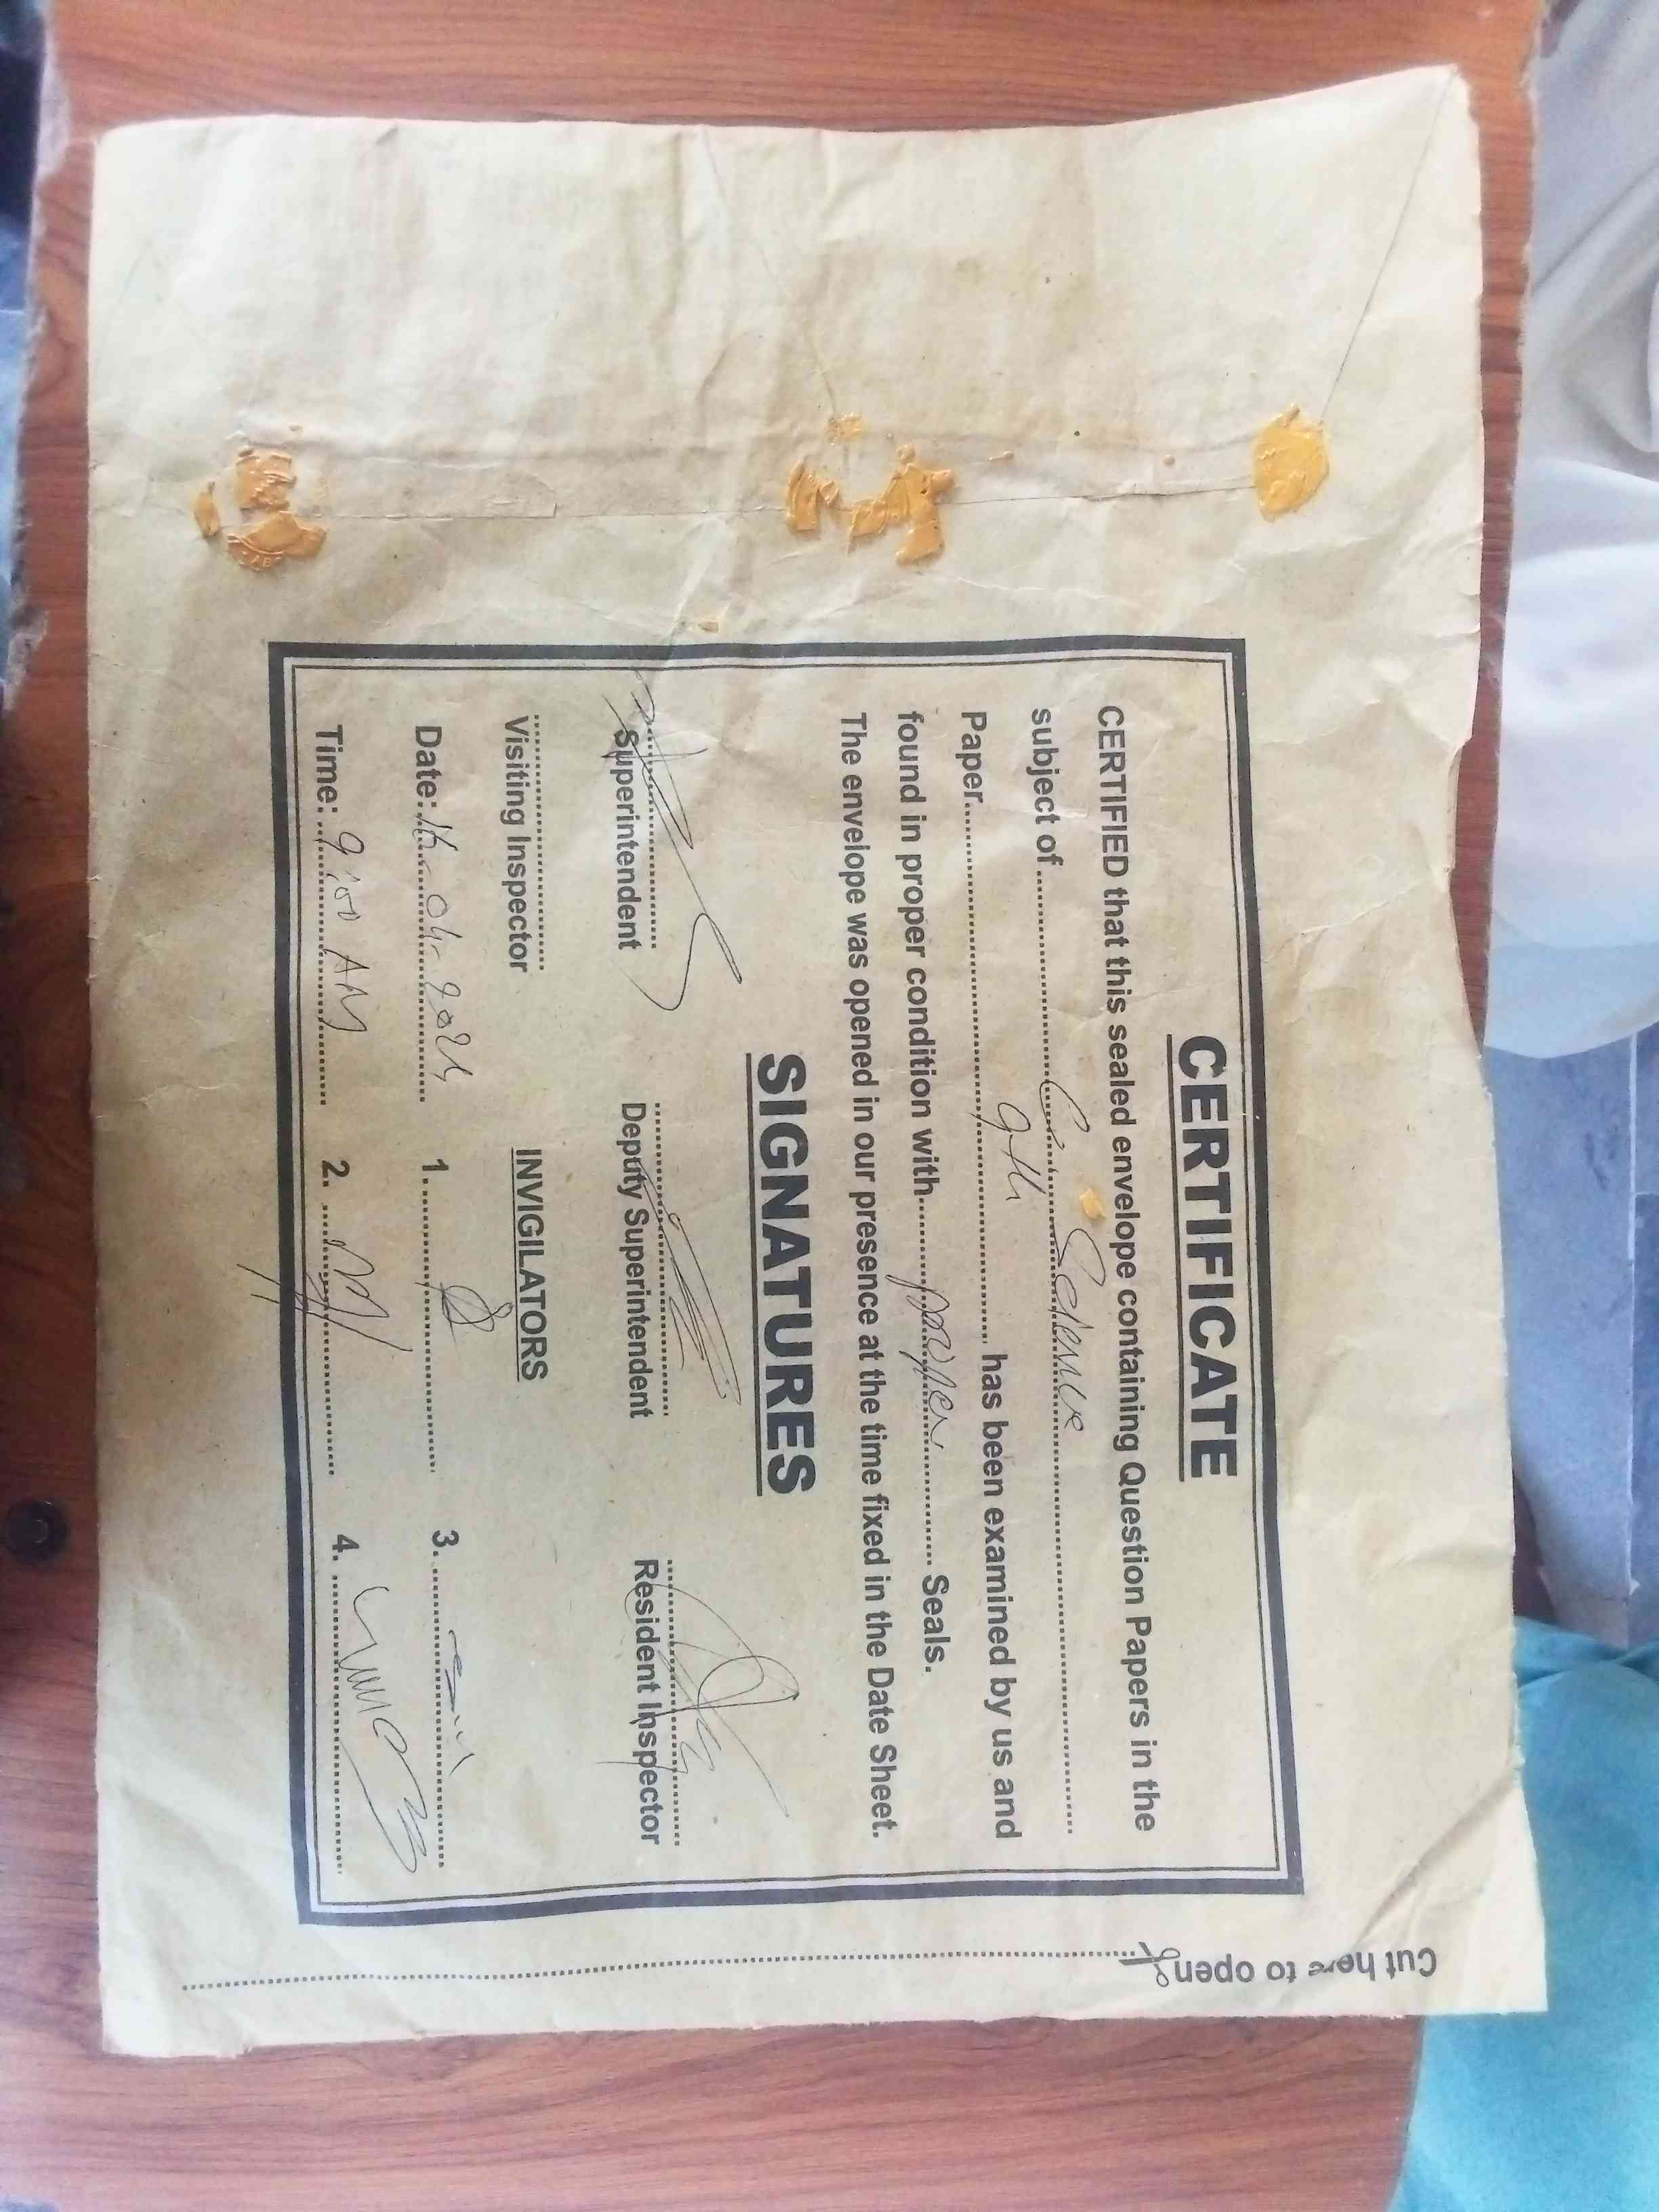 CERTIFICATE
CERTIFIED that this sealed envelope containing Question Papers in the
subject of
Paper 9th has been examined by us and
found in proper condition with proper Seals.
The envelope was opened in our presence at the time fixed in the Date Sheet.
SIGNATURES
Superintendent Deputy Superintendent Resident Inspector
Visiting Inspector INVIGILATORS
Date: 1. 3.
Time: 9:00 AM 2. 4.
Cut here to open